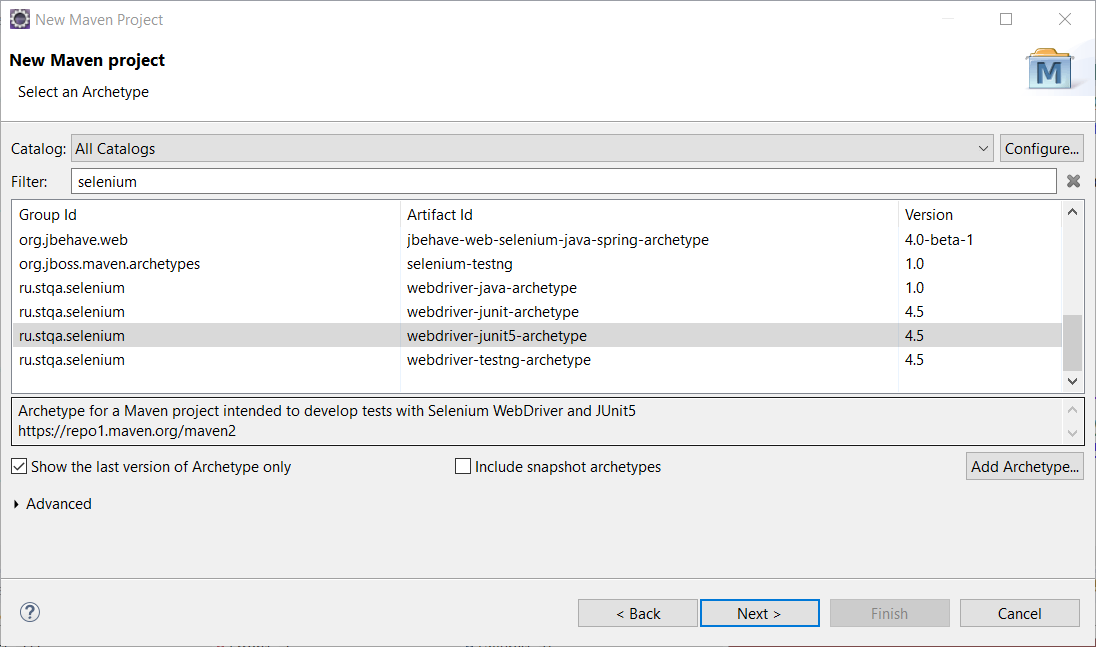 New Maven Project
New Maven project
Select an Archetype
Catalog: All Catalogs Configure...
Filter: selenium
Group Id Artifact Id Version
org.jbehave.web jbehave-web-selenium-java-spring-archetype 4.0-beta-1
org.jboss.maven.archetypes selenium-testng 1.0
ru.stqa.selenium webdriver-java-archetype 1.0
ru.stqa.selenium webdriver-junit-archetype 4.5
ru.stqa.selenium webdriver-junit5-archetype 4.5
ru.stqa.selenium webdriver-testng-archetype 4.5
Archetype for a Maven project intended to develop tests with Selenium WebDriver and JUnit5
https://repo1.maven.org/maven2
Show the last version of Archetype only Include snapshot archetypes Add Archetype...
Advanced
? < Back Next > Finish Cancel